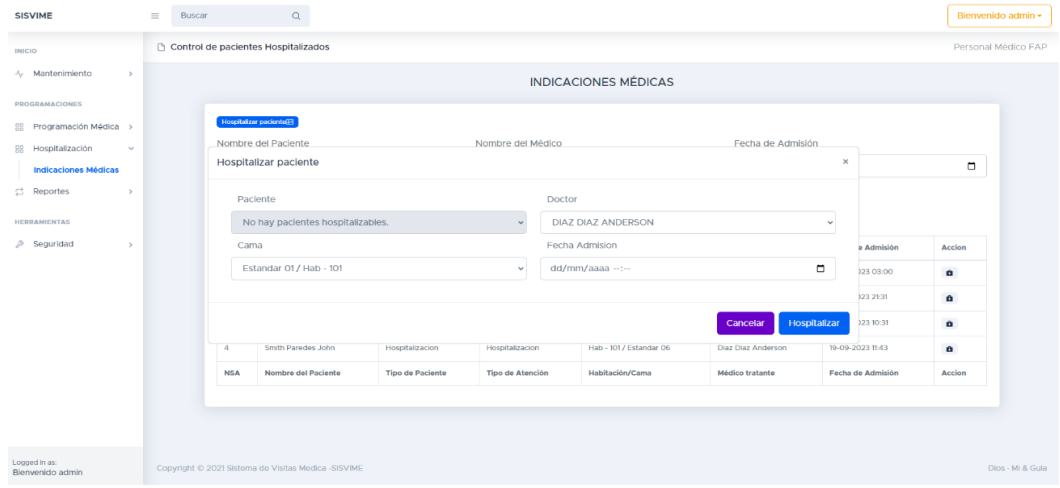 SISVIME
Buscar
Bienvenido admin
INICIO
Mantenimiento
PROGRAMACIONES
Programación Médica
Hospitalización
Indicaciones Médicas
Reportes
HERRAMIENTAS
Seguridad
Logged in as:
Bienvenido admin
Control de pacientes Hospitalizados
Personal Médico FAP
INDICACIONES MÉDICAS
Hospitalizar paciente
Nombre del Paciente Nombre del Médico Fecha de Admisión
Hospitalizar paciente ×
Paciente Doctor
No hay pacientes hospitalizables. DIAZ DIAZ ANDERSON
Cama Fecha Admision
Estandar 01 / Hab - 101 dd/mm/aaaa --:--
Cancelar Hospitalizar
e Admisión Accion
023 03:00
023 21:31
023 10:31
4 Smith Paredes John Hospitalizacion Hospitalizacion Hab - 101 / Estandar 06 Diaz Diaz Anderson 19-09-2023 11:43
NSA Nombre del Paciente Tipo de Paciente Tipo de Atención Habitación/Cama Médico tratante Fecha de Admisión Accion
Copyright © 2021 Sistema de Visitas Medica -SISVIME
Dios - Mi & Guia